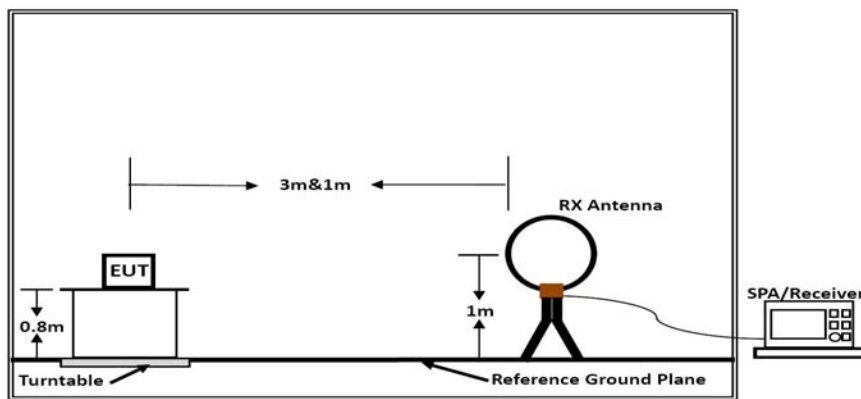 3m&1m
RX Antenna
EUT
SPA/Receiver
0.8m
1m
Turntable
Reference Ground Plane